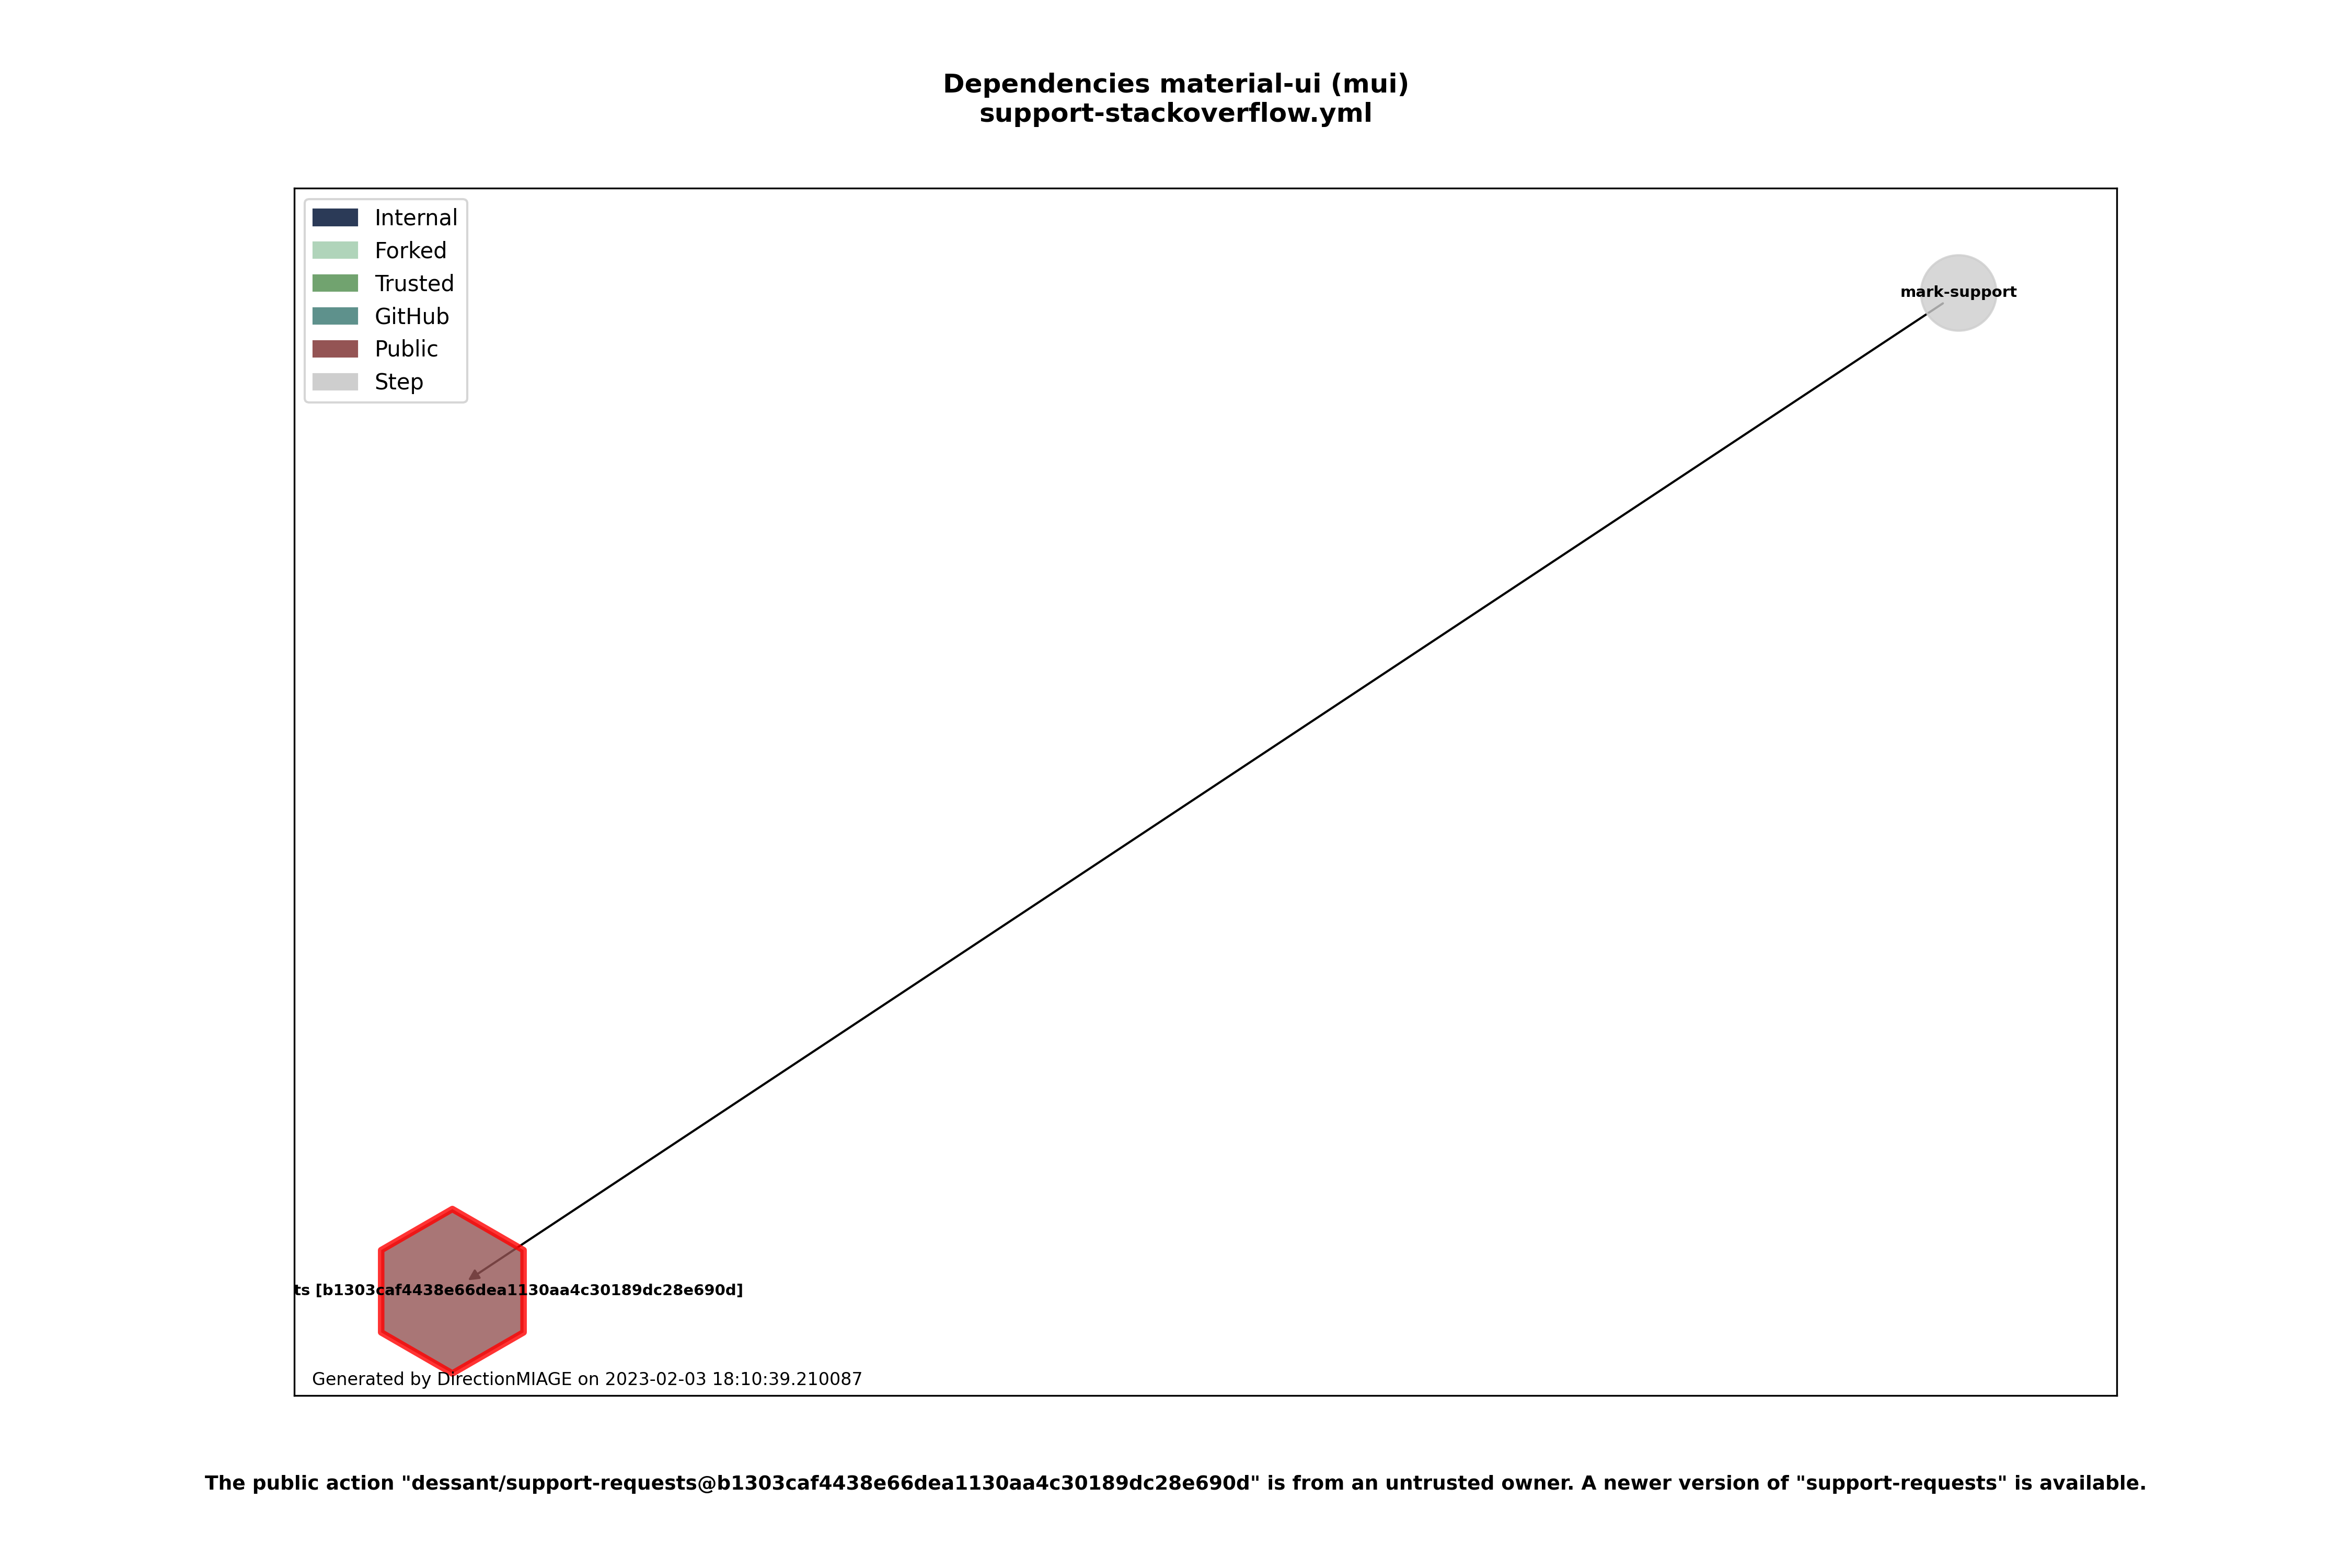 Dependencies material-ui (mui)
support-stackoverflow.yml
Internal
Forked
Trusted
GitHub
Public
Step
mark-support
ts [b1303caf4438e66dea1130aa4c30189dc28e690d]
Generated by DirectionMIAGE on 2023-02-03 18:10:39.210087
The public action "dessant/support-requests@b1303caf4438e66dea1130aa4c30189dc28e690d" is from an untrusted owner. A newer version of "support-requests" is available.